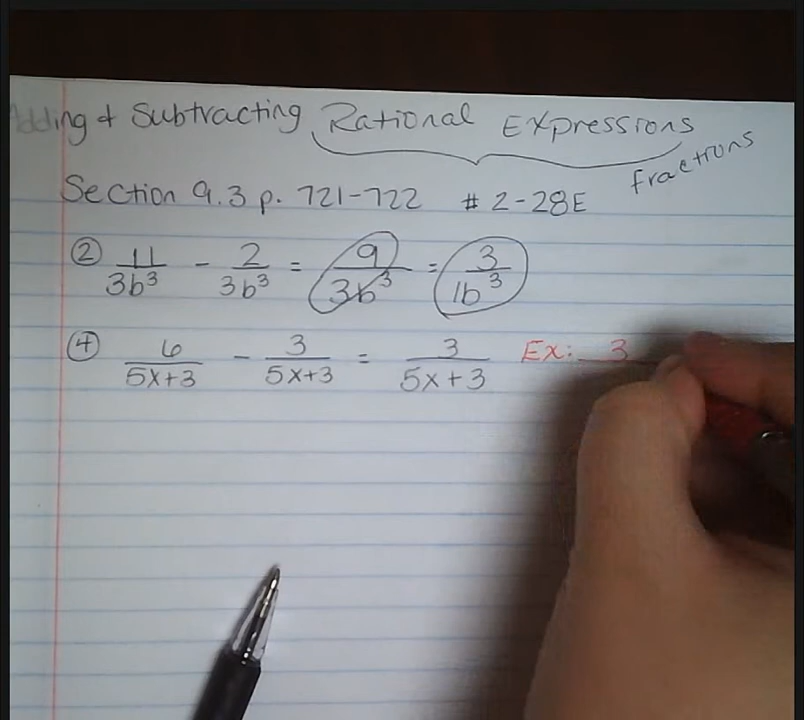 Adding & Subtracting Rational Expressions
fractions
Section 9.3 p. 721-722 # 2-28E
② 11/3b³ - 2/3b³ = 9/3b³ = 3/1b³
④ 6/5x+3 - 3/5x+3 = 3/5x+3 Ex: 3